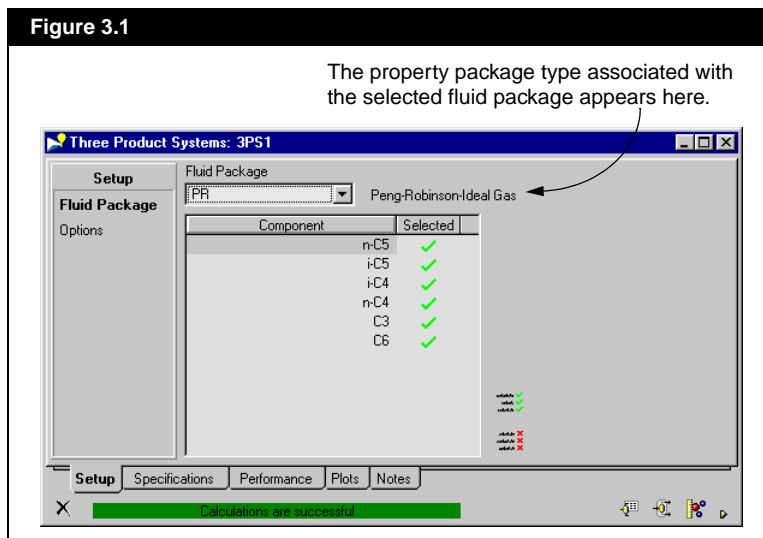 Figure 3.1
The property package type associated with
the selected fluid package appears here.
Three Product Systems: 3PS1
Setup
Fluid Package
Options
Fluid Package
PR
Peng-Robinson-Ideal Gas
Component Selected
n-C5
i-C5
i-C4
n-C4
C3
C6
Setup Specifications Performance Plots Notes
Calculations are successful